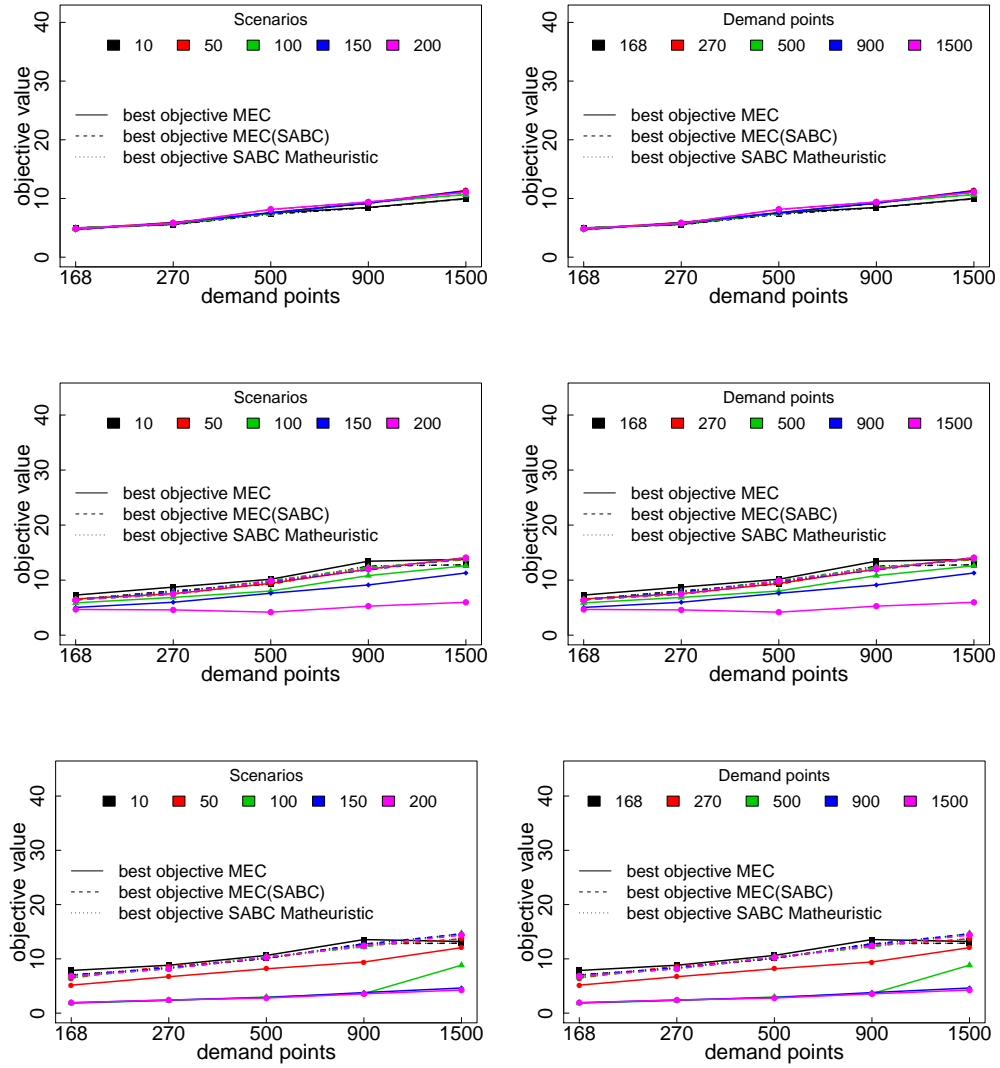 Scenarios
10 50 100 150 200
best objective MEC
best objective MEC(SABC)
best objective SABC Matheuristic
objective value
0 10 20 30 40
168 270 500 900 1500
demand points
Demand points
168 270 500 900 1500
best objective MEC
best objective MEC(SABC)
best objective SABC Matheuristic
objective value
0 10 20 30 40
168 270 500 900 1500
demand points
Scenarios
10 50 100 150 200
best objective MEC
best objective MEC(SABC)
best objective SABC Matheuristic
objective value
0 10 20 30 40
168 270 500 900 1500
demand points
Demand points
168 270 500 900 1500
best objective MEC
best objective MEC(SABC)
best objective SABC Matheuristic
objective value
0 10 20 30 40
168 270 500 900 1500
demand points
Scenarios
10 50 100 150 200
best objective MEC
best objective MEC(SABC)
best objective SABC Matheuristic
objective value
0 10 20 30 40
168 270 500 900 1500
demand points
Demand points
168 270 500 900 1500
best objective MEC
best objective MEC(SABC)
best objective SABC Matheuristic
objective value
0 10 20 30 40
168 270 500 900 1500
demand points